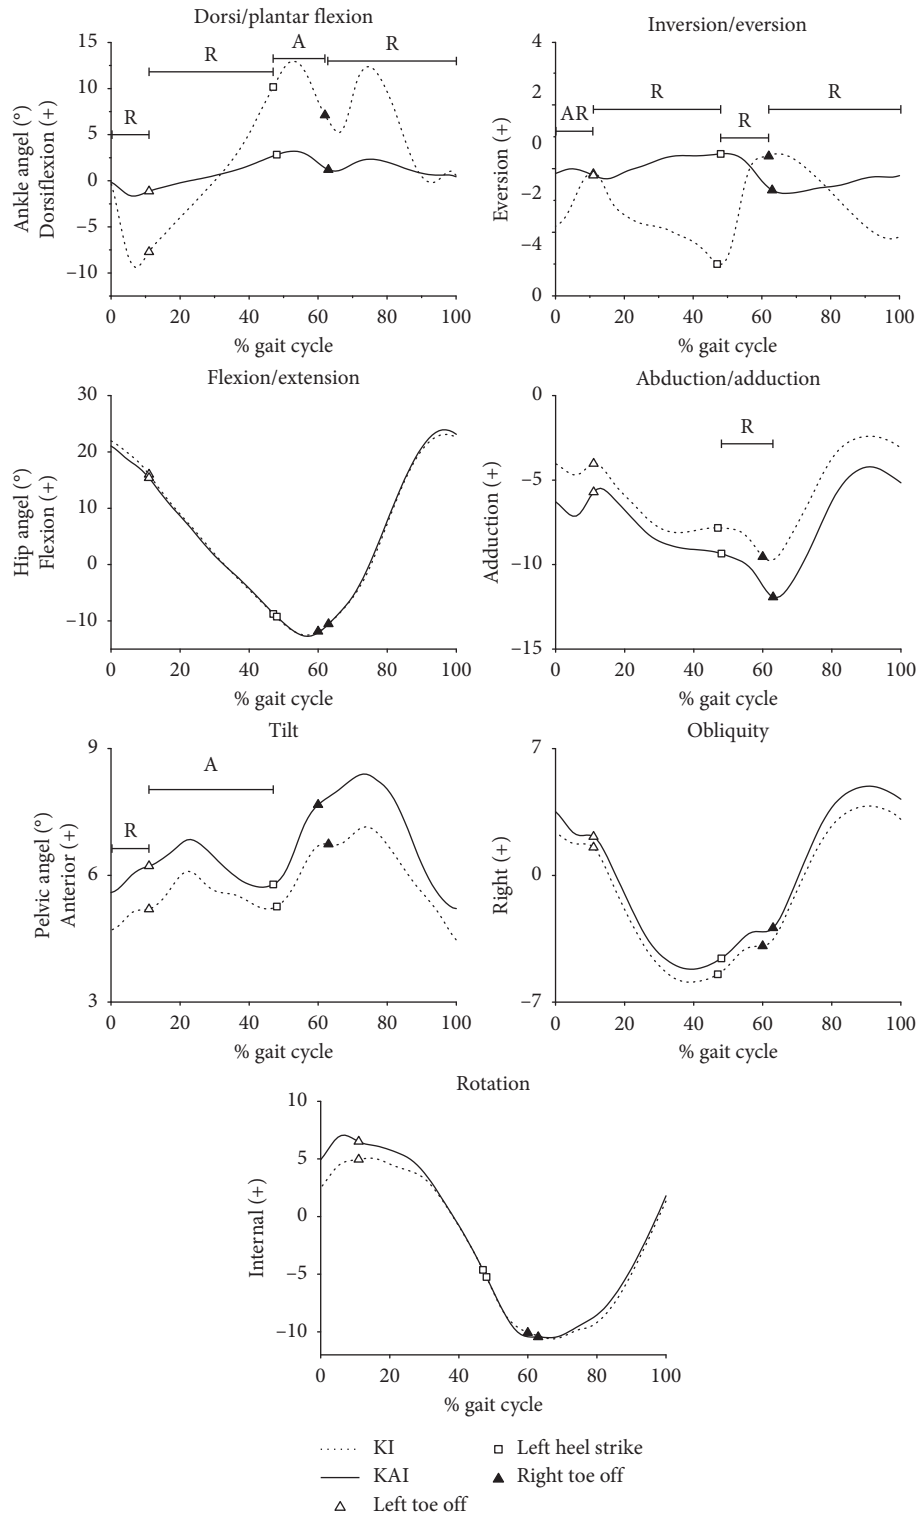 Dorsi/plantar flexion
Ankle angel (°)
Dorsiflexion (+)
15
10
5
0
−5
−10
R
R
A
R
0 20 40 60 80 100
% gait cycle
Inversion/eversion
Eversion (+)
4
2
0
−2
−4
0
AR
R
R
R
0 20 40 60 80 100
% gait cycle
Flexion/extension
Hip angel (°)
Flexion (+)
30
20
10
0
−10
0 20 40 60 80 100
% gait cycle
Abduction/adduction
Adduction (+)
−0
−5
−10
−15
R
0 20 40 60 80 100
% gait cycle
Tilt
Pelvic angel (°)
Anterior (+)
9
6
3
R
A
0 20 40 60 80 100
% gait cycle
Obliquity
Right (+)
7
0
−7
0 20 40 60 80 100
% gait cycle
Rotation
Internal (+)
10
5
0
−5
−10
0 20 40 60 80 100
% gait cycle
KI
KAI
Left toe off
Left heel strike
Right toe off